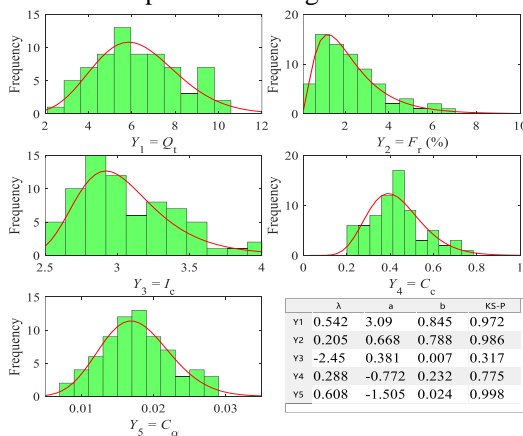 15
10
5
0
Frequency
2 4 6 8 10 12
Y1 = Qt
20
10
0
Frequency
2 4 6 8 10
Y2 = Fr (%)
15
10
5
0
Frequency
2.5 3 3.5 4
Y3 = Ic
20
10
0
Frequency
0 0.2 0.4 0.6 0.8 1
Y4 = Cc
15
10
5
0
Frequency
0.01 0.02 0.03
Y5 = Cα
λ a b KS-P
Y1 0.542 3.09 0.845 0.972
Y2 0.205 0.668 0.788 0.986
Y3 -2.45 0.381 0.007 0.317
Y4 0.288 -0.772 0.232 0.775
Y5 0.608 -1.505 0.024 0.998